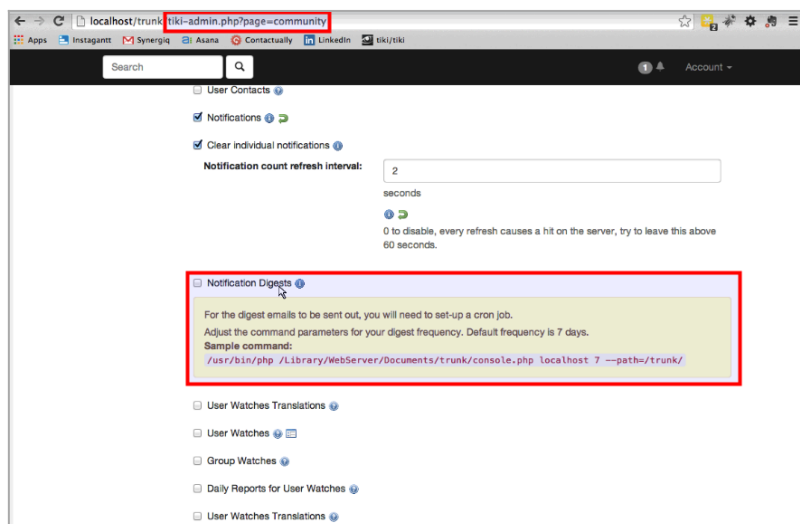 localhost/trunk/tiki-admin.php?page=community
Apps Instagantt Synergiq Asana Contactually LinkedIn tiki/tiki
Search 1 Account
User Contacts
Notifications
Clear individual notifications
Notification count refresh interval: 2
seconds
0 to disable, every refresh causes a hit on the server, try to leave this above
60 seconds.
Notification Digests
For the digest emails to be sent out, you will need to set-up a cron job.
Adjust the command parameters for your digest frequency. Default frequency is 7 days.
Sample command:
/usr/bin/php /Library/WebServer/Documents/trunk/console.php localhost 7 --path=/trunk/
User Watches Translations
User Watches
Group Watches
Daily Reports for User Watches
User Watches Translations